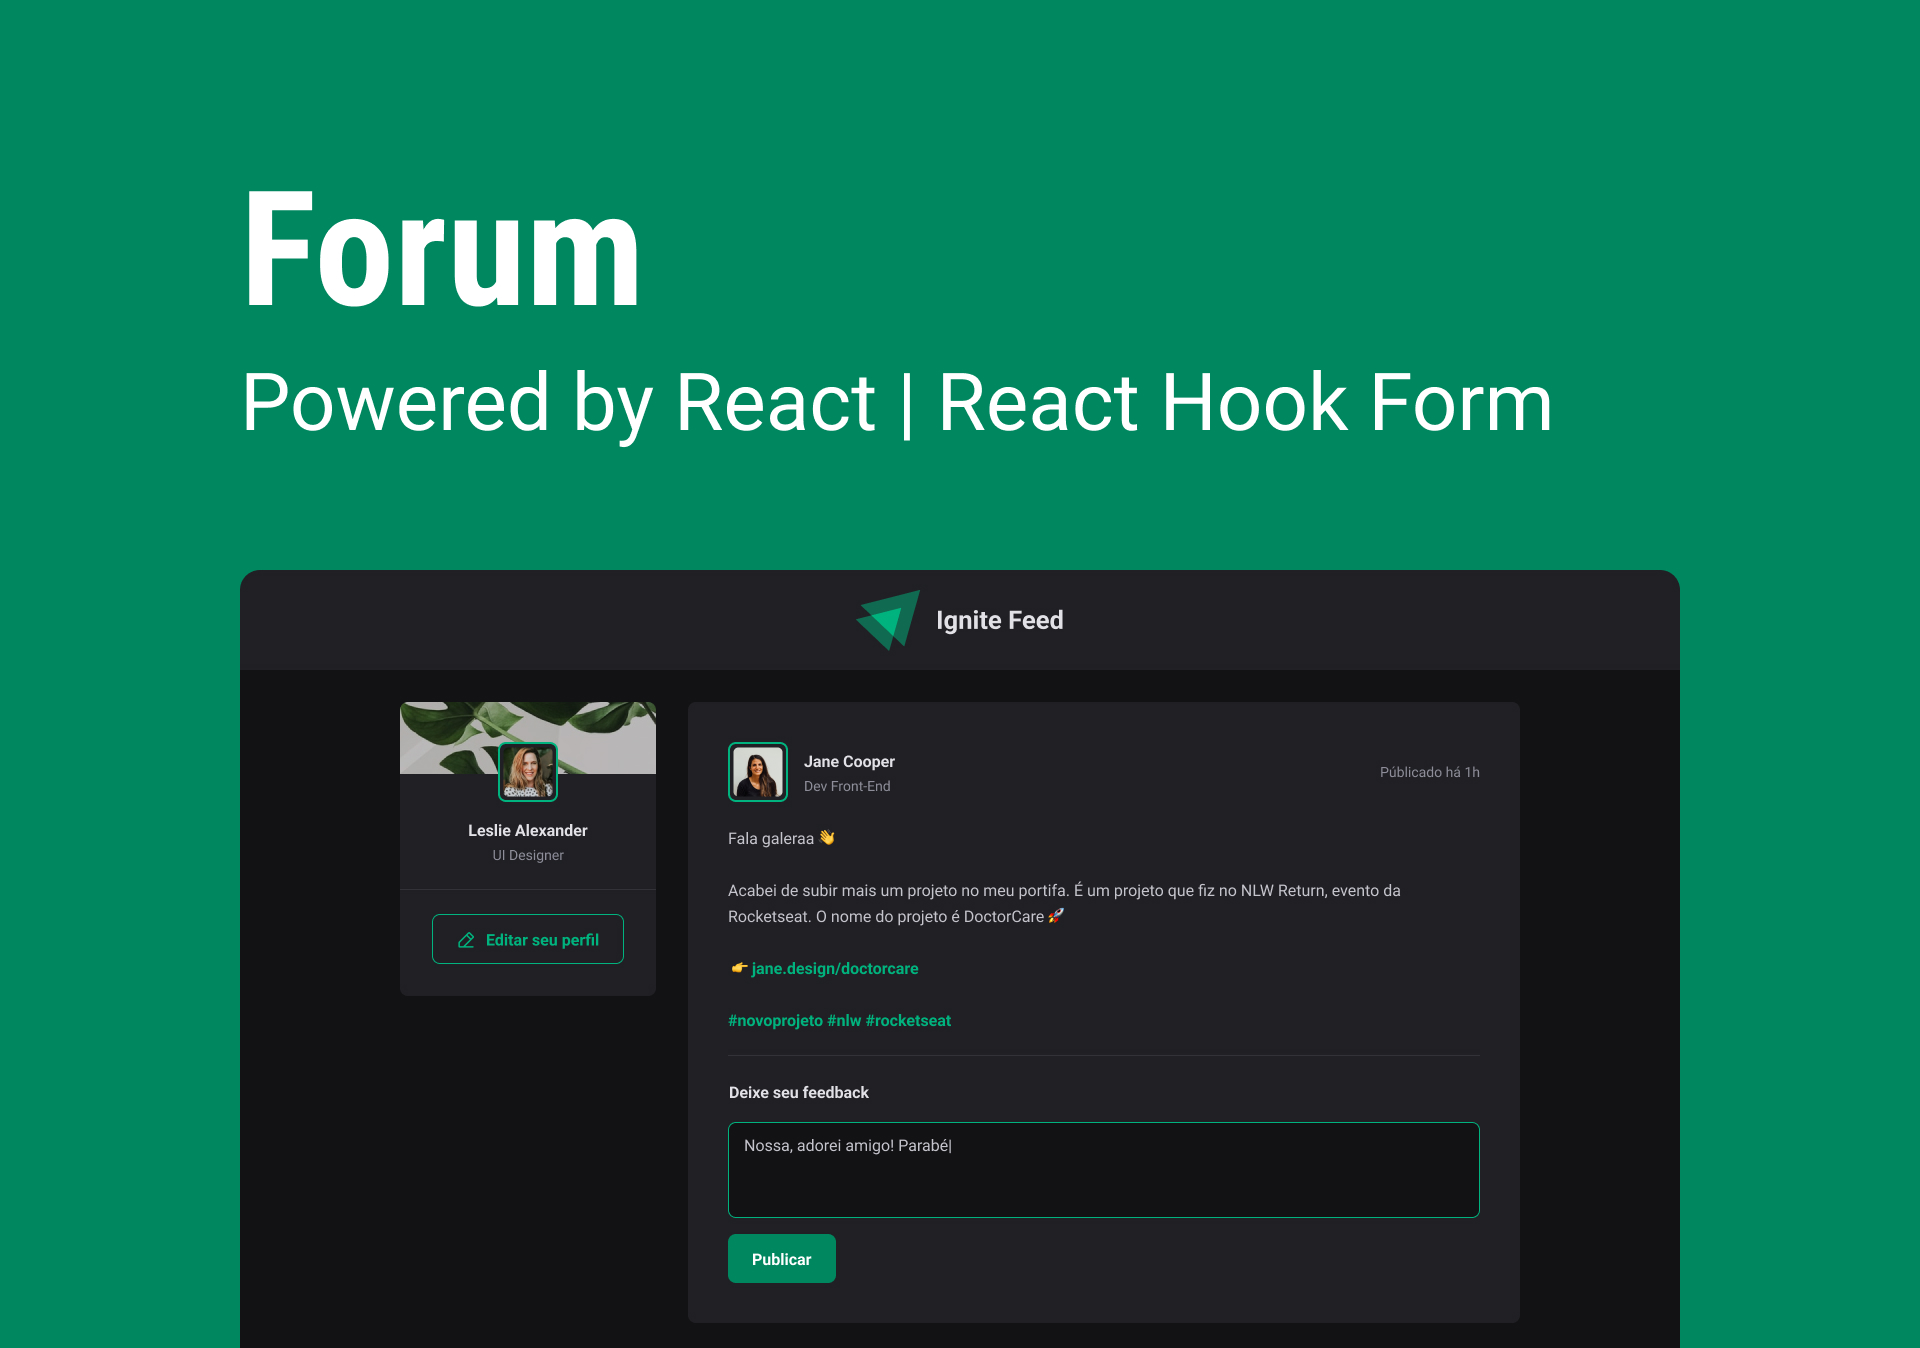 Forum
Powered by React | React Hook Form
Ignite Feed
Leslie Alexander
UI Designer
Editar seu perfil
Jane Cooper
Dev Front-End
Públicado há 1h
Fala galeraa 👋
Acabei de subir mais um projeto no meu portifa. É um projeto que fiz no NLW Return, evento da
Rocketseat. O nome do projeto é DoctorCare 🚀
👉 jane.design/doctorcare
#novoprojeto #nlw #rocketseat
Deixe seu feedback
Nossa, adorei amigo! Parabé|
Publicar